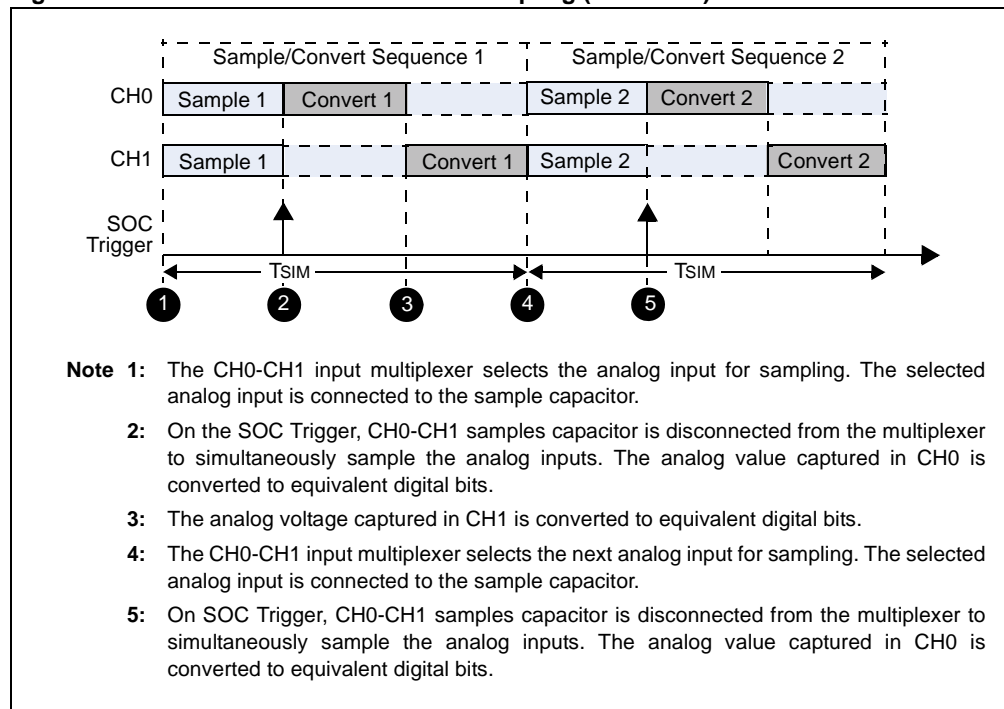 Sample/Convert Sequence 1 Sample/Convert Sequence 2
CH0 Sample 1 Convert 1 Sample 2 Convert 2
CH1 Sample 1 Convert 1 Sample 2 Convert 2
SOC
Trigger
TSIM TSIM
1 2 3 4 5
Note 1: The CH0-CH1 input multiplexer selects the analog input for sampling. The selected
analog input is connected to the sample capacitor.
2: On the SOC Trigger, CH0-CH1 samples capacitor is disconnected from the multiplexer
to simultaneously sample the analog inputs. The analog value captured in CH0 is
converted to equivalent digital bits.
3: The analog voltage captured in CH1 is converted to equivalent digital bits.
4: The CH0-CH1 input multiplexer selects the next analog input for sampling. The selected
analog input is connected to the sample capacitor.
5: On SOC Trigger, CH0-CH1 samples capacitor is disconnected from the multiplexer to
simultaneously sample the analog inputs. The analog value captured in CH0 is
converted to equivalent digital bits.